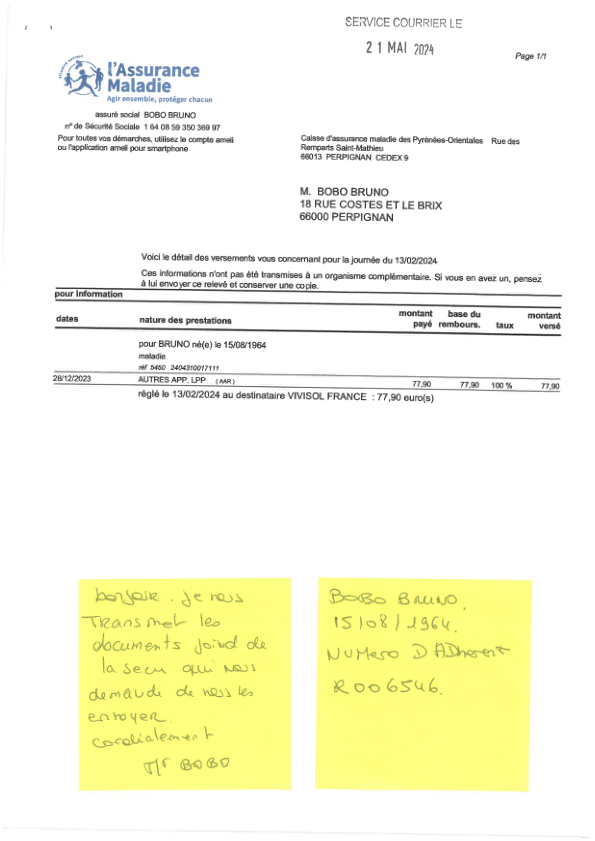 SERVICE COURRIER LE
21 MAI 2024
Page 1/1
l'Assurance
Maladie
Agir ensemble, protéger chacun
assuré social BOBO BRUNO
n° de Sécurité Sociale 1 64 08 59 350 369 97
Pour toutes vos démarches, utilisez le compte ameli
ou l'application ameli pour smartphone
Caisse d'assurance maladie des Pyrénées-Orientales Rue des
Remparts Saint-Mathieu
66013 PERPIGNAN CEDEX 9
M. BOBO BRUNO
18 RUE COSTES ET LE BRIX
66000 PERPIGNAN
Voici le détail des versements vous concernant pour la journée du 13/02/2024
Ces informations n'ont pas été transmises à un organisme complémentaire. Si vous en avez un, pensez
à lui envoyer ce relevé et conserver une copie.
pour information
dates nature des prestations montant payé base du rembours. taux montant versé
pour BRUNO né(e) le 15/08/1964
maladie
réf 5460 2404310017111
28/12/2023 AUTRES APP. LPP (AAR) 77,90 77,90 100 % 77,90
réglé le 13/02/2024 au destinataire VIVISOL FRANCE : 77,90 euro(s)
bonjour. je vous
Transmet les
documents joind de
la secu qui vous
demande de vous les
envoyer.
cordialement
Mr BOBO
BOBO BRUNO.
15/08/1964.
NUMERO D ADherent
R006546.